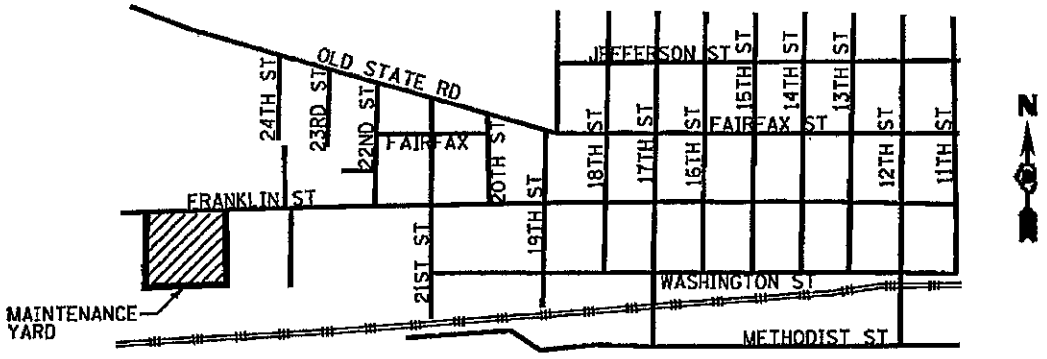 OLD STATE RD
JEFFERSON ST
15TH ST
14TH ST
13TH ST
24TH ST
23RD ST
22ND ST
FAIRFAX
20TH ST
FAIRFAX ST
18TH ST
17TH ST
16TH ST
12TH ST
11TH ST
N
FRANKLIN ST
21ST ST
19TH ST
WASHINGTON ST
MAINTENANCE
YARD
METHODIST ST